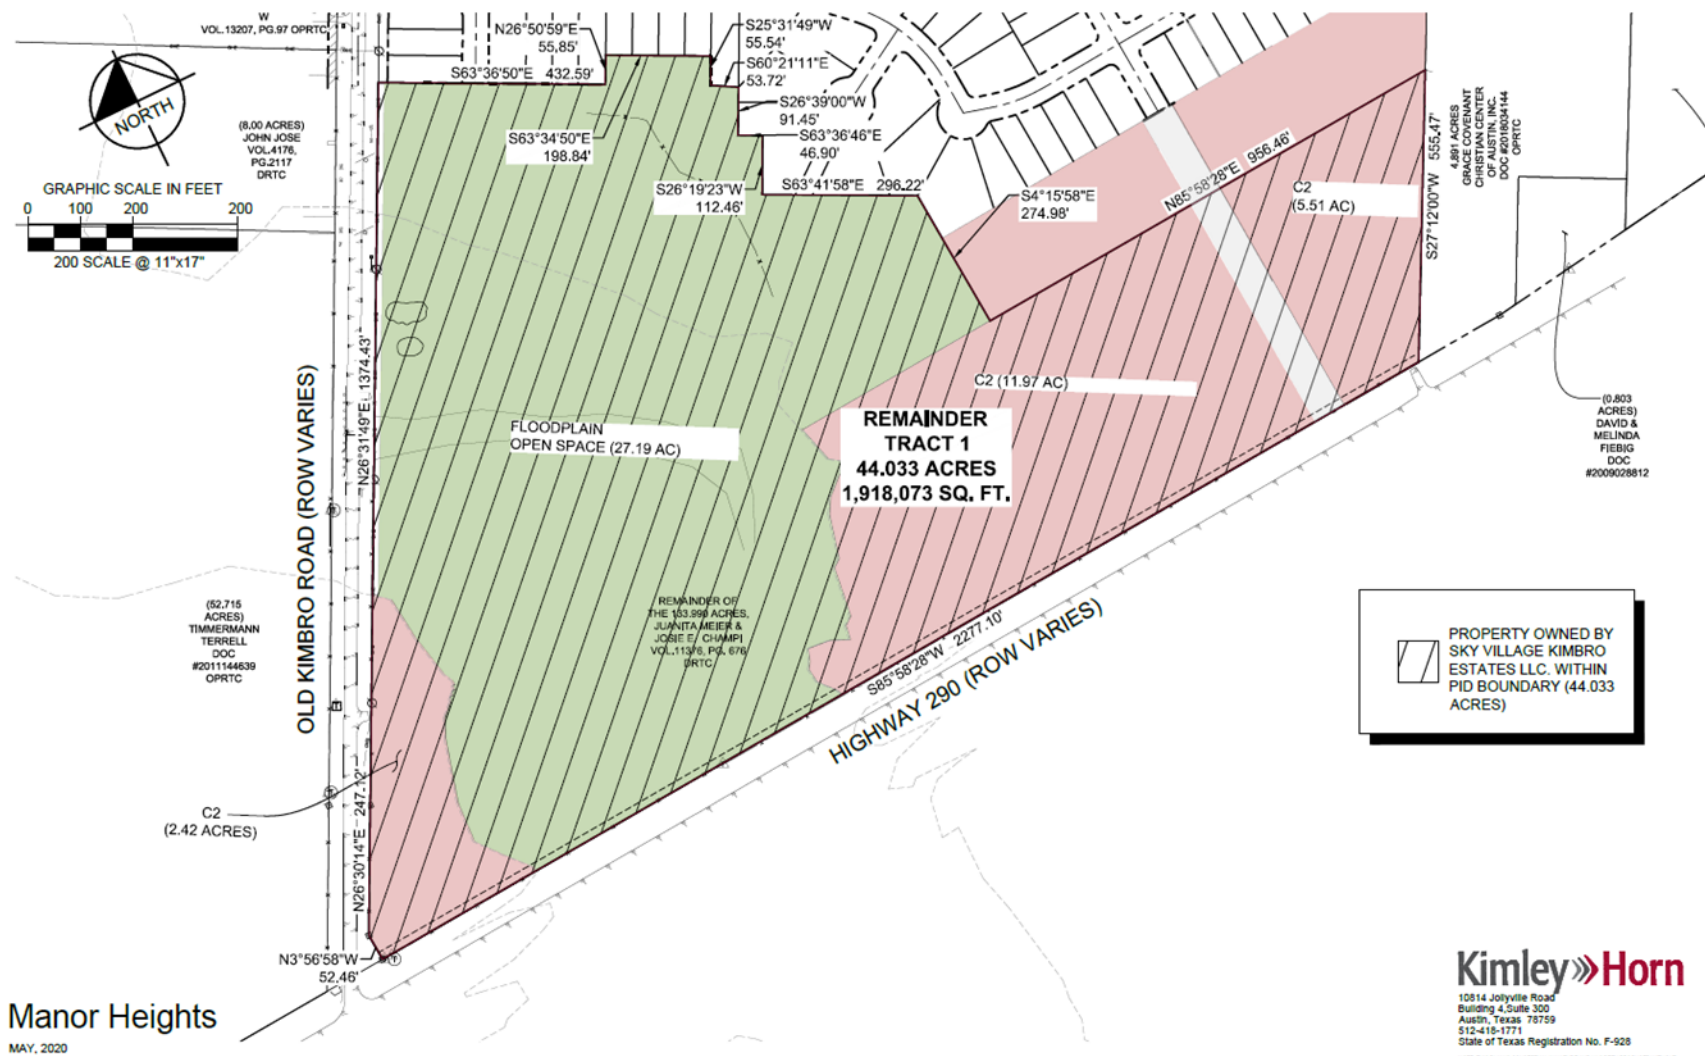 W
VOL.13207, PG.97 OPRTC
N26°50'59"E
55.85'
S63°36'50"E 432.59'
S25°31'49"W
55.54'
S60°21'11"E
53.72'
S26°39'00"W
91.45'
S63°36'46"E
46.90'
S63°34'50"E
198.84'
S26°19'23"W
112.46'
S63°41'58"E 296.22'
S4°15'58"E
274.98'
N85°58'28"E 956.46'
C2
(5.51 AC)
S27°12'00"W 555.47'
4.891 ACRES
GRACE COVENANT
CHRISTIAN CENTER
OF AUSTIN, INC.
DOC #2018034144
OPRTC
NORTH
(8.00 ACRES)
JOHN JOSE
VOL.4176,
PG.2117
DRTC
GRAPHIC SCALE IN FEET
0 100 200 200
200 SCALE @ 11"x17"
OLD KIMBRO ROAD (ROW VARIES)
N26°31'49"E 1374.43'
FLOODPLAIN
OPEN SPACE (27.19 AC)
C2 (11.97 AC)
REMAINDER
TRACT 1
44.033 ACRES
1,918,073 SQ. FT.
(0.803
ACRES)
DAVID &
MELINDA
FIEBIG
DOC
#2009028812
(52.715
ACRES)
TIMMERMANN
TERRELL
DOC
#2011144639
OPRTC
REMAINDER OF
THE 133.990 ACRES,
JUANITA MEIER &
JOSIE E. CHAMPI
VOL.11376, PG. 676
DRTC
S85°58'28"W 2277.10'
HIGHWAY 290 (ROW VARIES)
PROPERTY OWNED BY
SKY VILLAGE KIMBRO
ESTATES LLC. WITHIN
PID BOUNDARY (44.033
ACRES)
C2
(2.42 ACRES)
N26°30'14"E 247.12'
N3°56'58"W
52.46'
Manor Heights
MAY, 2020
Kimley»Horn
10814 Jollyville Road
Building 4,Suite 300
Austin, Texas 78759
512-418-1771
State of Texas Registration No. F-928